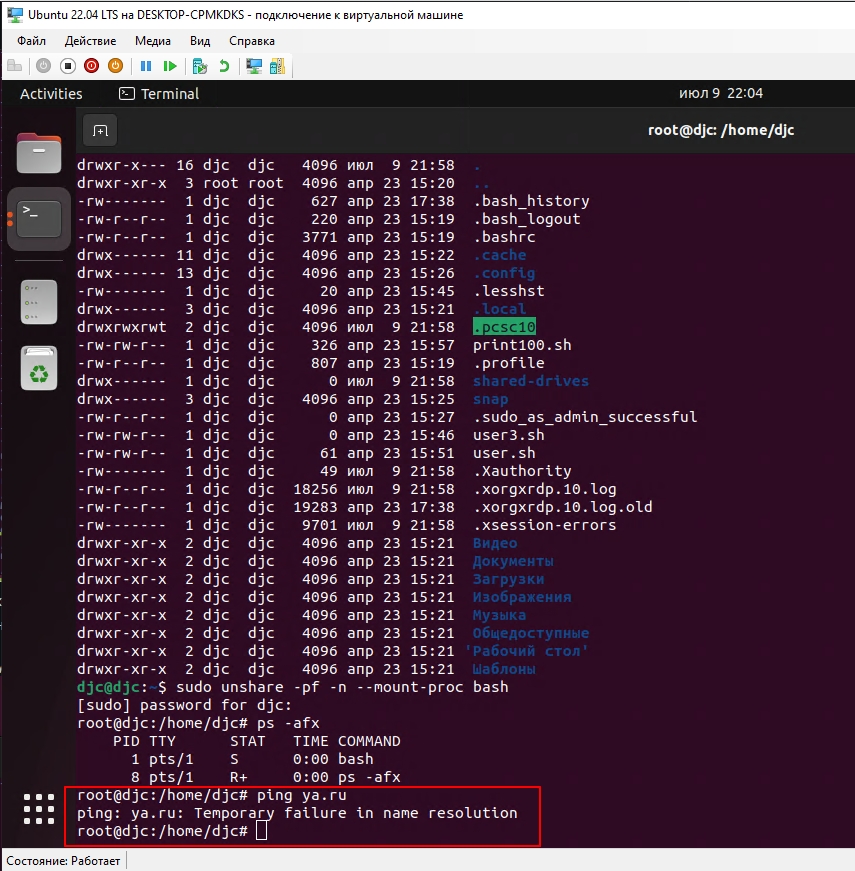 Ubuntu 22.04 LTS на DESKTOP-CPMKDKS - подключение к виртуальной машине
Файл Действие Медиа Вид Справка
Activities Terminal июл 9 22:04
root@djc: /home/djc
drwxr-x--- 16 djc djc 4096 июл 9 21:58 .
drwxr-xr-x 3 root root 4096 апр 23 15:20 ..
-rw------- 1 djc djc 627 апр 23 17:38 .bash_history
-rw-r--r-- 1 djc djc 220 апр 23 15:19 .bash_logout
-rw-r--r-- 1 djc djc 3771 апр 23 15:19 .bashrc
drwx------ 11 djc djc 4096 апр 23 15:22 .cache
drwx------ 13 djc djc 4096 апр 23 15:26 .config
-rw------- 1 djc djc 20 апр 23 15:45 .lesshst
drwx------ 3 djc djc 4096 апр 23 15:21 .local
drwxrwxrwt 2 djc djc 4096 июл 9 21:58 .pcsc10
-rw-rw-r-- 1 djc djc 326 апр 23 15:57 print100.sh
-rw-r--r-- 1 djc djc 807 апр 23 15:19 .profile
drwx------ 1 djc djc 0 июл 9 21:58 shared-drives
drwx------ 3 djc djc 4096 апр 23 15:25 snap
-rw-r--r-- 1 djc djc 0 апр 23 15:27 .sudo_as_admin_successful
-rw-rw-r-- 1 djc djc 0 апр 23 15:46 user3.sh
-rw-rw-r-- 1 djc djc 61 апр 23 15:51 user.sh
-rw------- 1 djc djc 49 июл 9 21:58 .Xauthority
-rw-r--r-- 1 djc djc 18256 июл 9 21:58 .xorgxrdp.10.log
-rw-r--r-- 1 djc djc 19283 апр 23 17:38 .xorgxrdp.10.log.old
-rw------- 1 djc djc 9701 июл 9 21:58 .xsession-errors
drwxr-xr-x 2 djc djc 4096 апр 23 15:21 Видео
drwxr-xr-x 2 djc djc 4096 апр 23 15:21 Документы
drwxr-xr-x 2 djc djc 4096 апр 23 15:21 Загрузки
drwxr-xr-x 2 djc djc 4096 апр 23 15:21 Изображения
drwxr-xr-x 2 djc djc 4096 апр 23 15:21 Музыка
drwxr-xr-x 2 djc djc 4096 апр 23 15:21 Общедоступные
drwxr-xr-x 2 djc djc 4096 апр 23 15:21 'Рабочий стол'
drwxr-xr-x 2 djc djc 4096 апр 23 15:21 Шаблоны
djc@djc:~$ sudo unshare -pf -n --mount-proc bash
[sudo] password for djc:
root@djc:/home/djc# ps -afx
PID TTY STAT TIME COMMAND
1 pts/1 S 0:00 bash
8 pts/1 R+ 0:00 ps -afx
root@djc:/home/djc# ping ya.ru
ping: ya.ru: Temporary failure in name resolution
root@djc:/home/djc#
Состояние: Работает